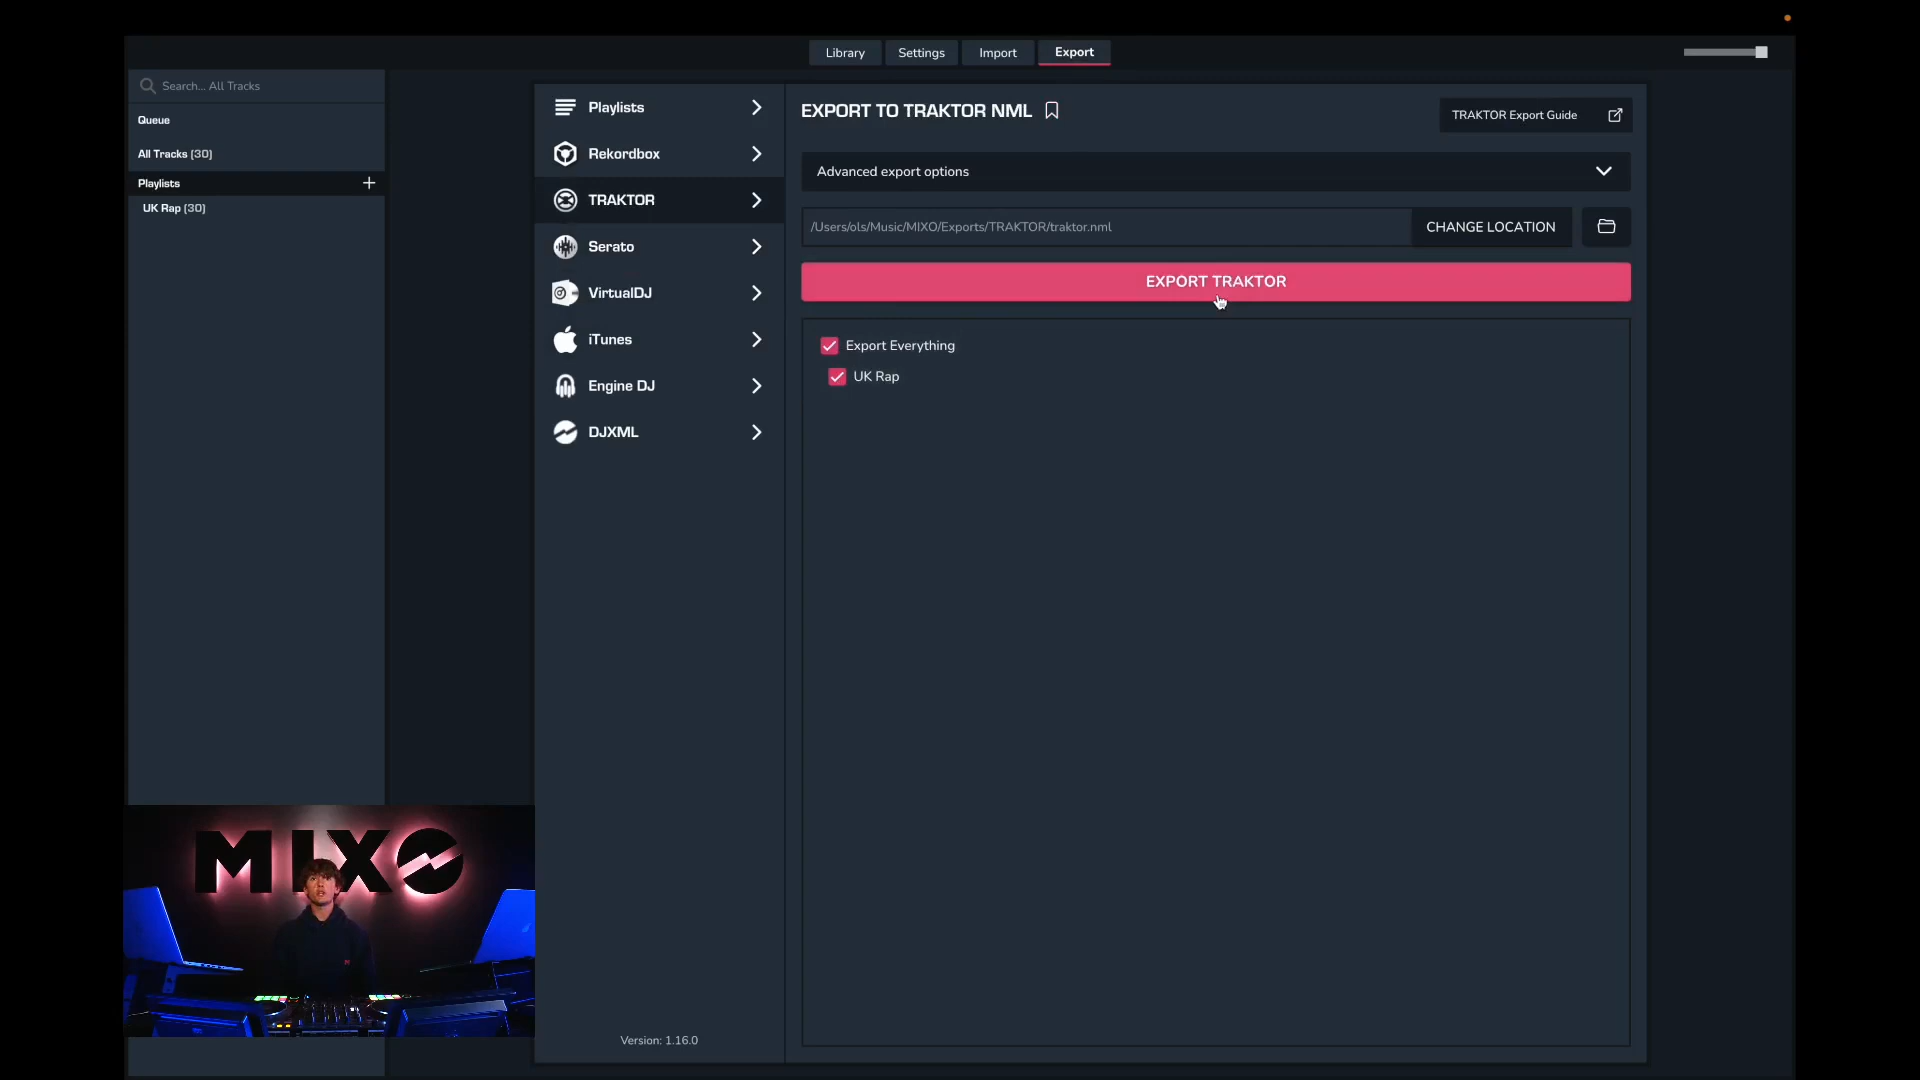 Library
Settings
Import
Export
Search... All Tracks
Queue
All Tracks (30)
Playlists
UK Rap (30)
Playlists
Rekordbox
TRAKTOR
Serato
VirtualDJ
iTunes
Engine DJ
DJXML
Version: 1.16.0
EXPORT TO TRAKTOR NML
TRAKTOR Export Guide
Advanced export options
/Users/ols/Music/MIXO/Exports/TRAKTOR/traktor.nml
CHANGE LOCATION
EXPORT TRAKTOR
Export Everything
UK Rap
MIXO